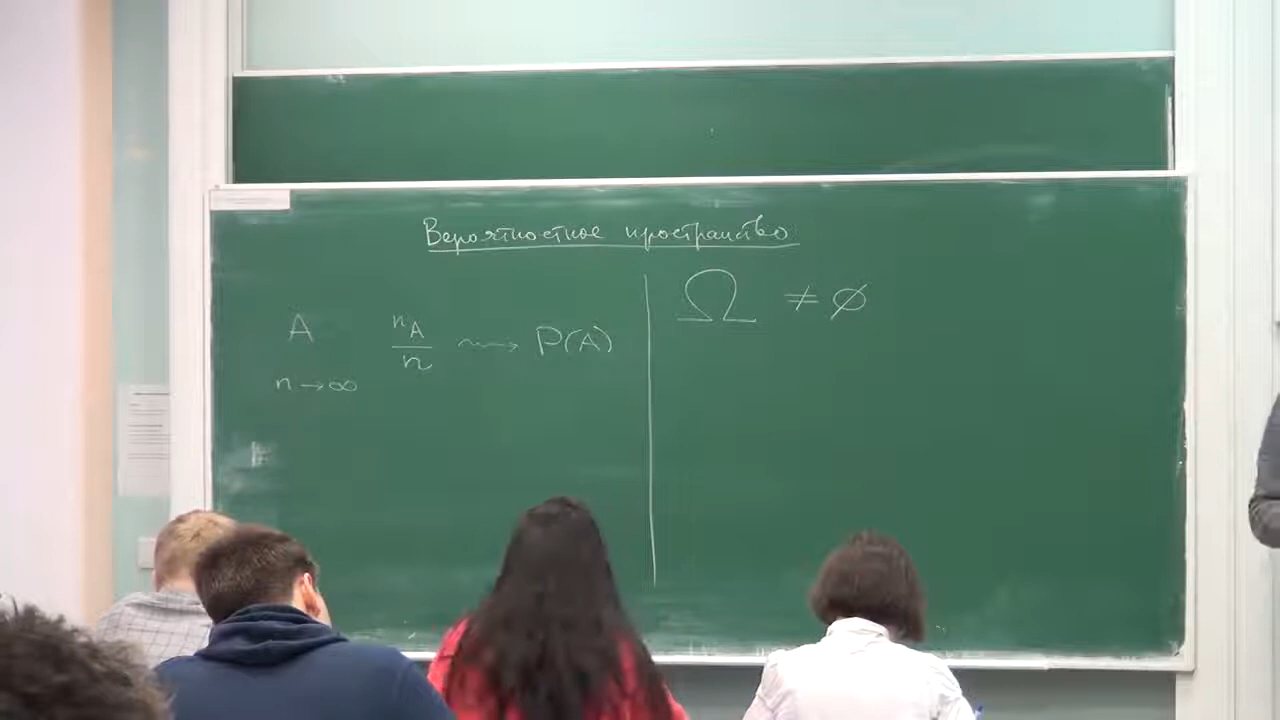 Вероятностное пространство
A n_A/n ⇝ P(A)
n → ∞
Ω ≠ ∅